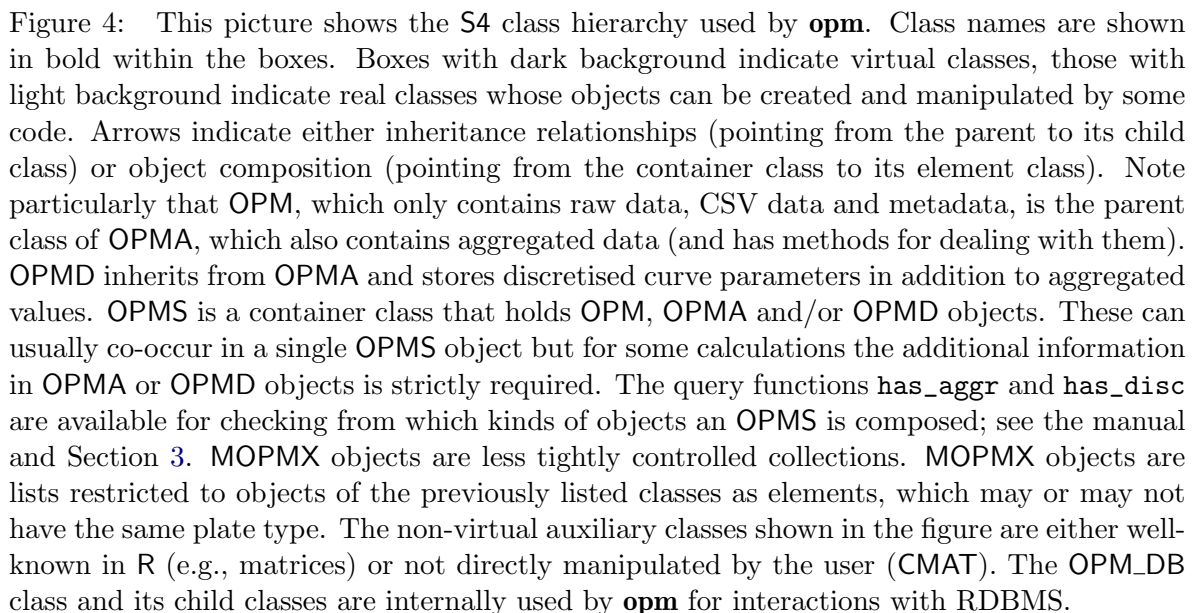 Figure 4: This picture shows the S4 class hierarchy used by opm. Class names are shown
in bold within the boxes. Boxes with dark background indicate virtual classes, those with
light background indicate real classes whose objects can be created and manipulated by some
code. Arrows indicate either inheritance relationships (pointing from the parent to its child
class) or object composition (pointing from the container class to its element class). Note
particularly that OPM, which only contains raw data, CSV data and metadata, is the parent
class of OPMA, which also contains aggregated data (and has methods for dealing with them).
OPMD inherits from OPMA and stores discretised curve parameters in addition to aggregated
values. OPMS is a container class that holds OPM, OPMA and/or OPMD objects. These can
usually co-occur in a single OPMS object but for some calculations the additional information
in OPMA or OPMD objects is strictly required. The query functions has_aggr and has_disc
are available for checking from which kinds of objects an OPMS is composed; see the manual
and Section 3. MOPMX objects are less tightly controlled collections. MOPMX objects are
lists restricted to objects of the previously listed classes as elements, which may or may not
have the same plate type. The non-virtual auxiliary classes shown in the figure are either well-
known in R (e.g., matrices) or not directly manipulated by the user (CMAT). The OPM_DB
class and its child classes are internally used by opm for interactions with RDBMS.